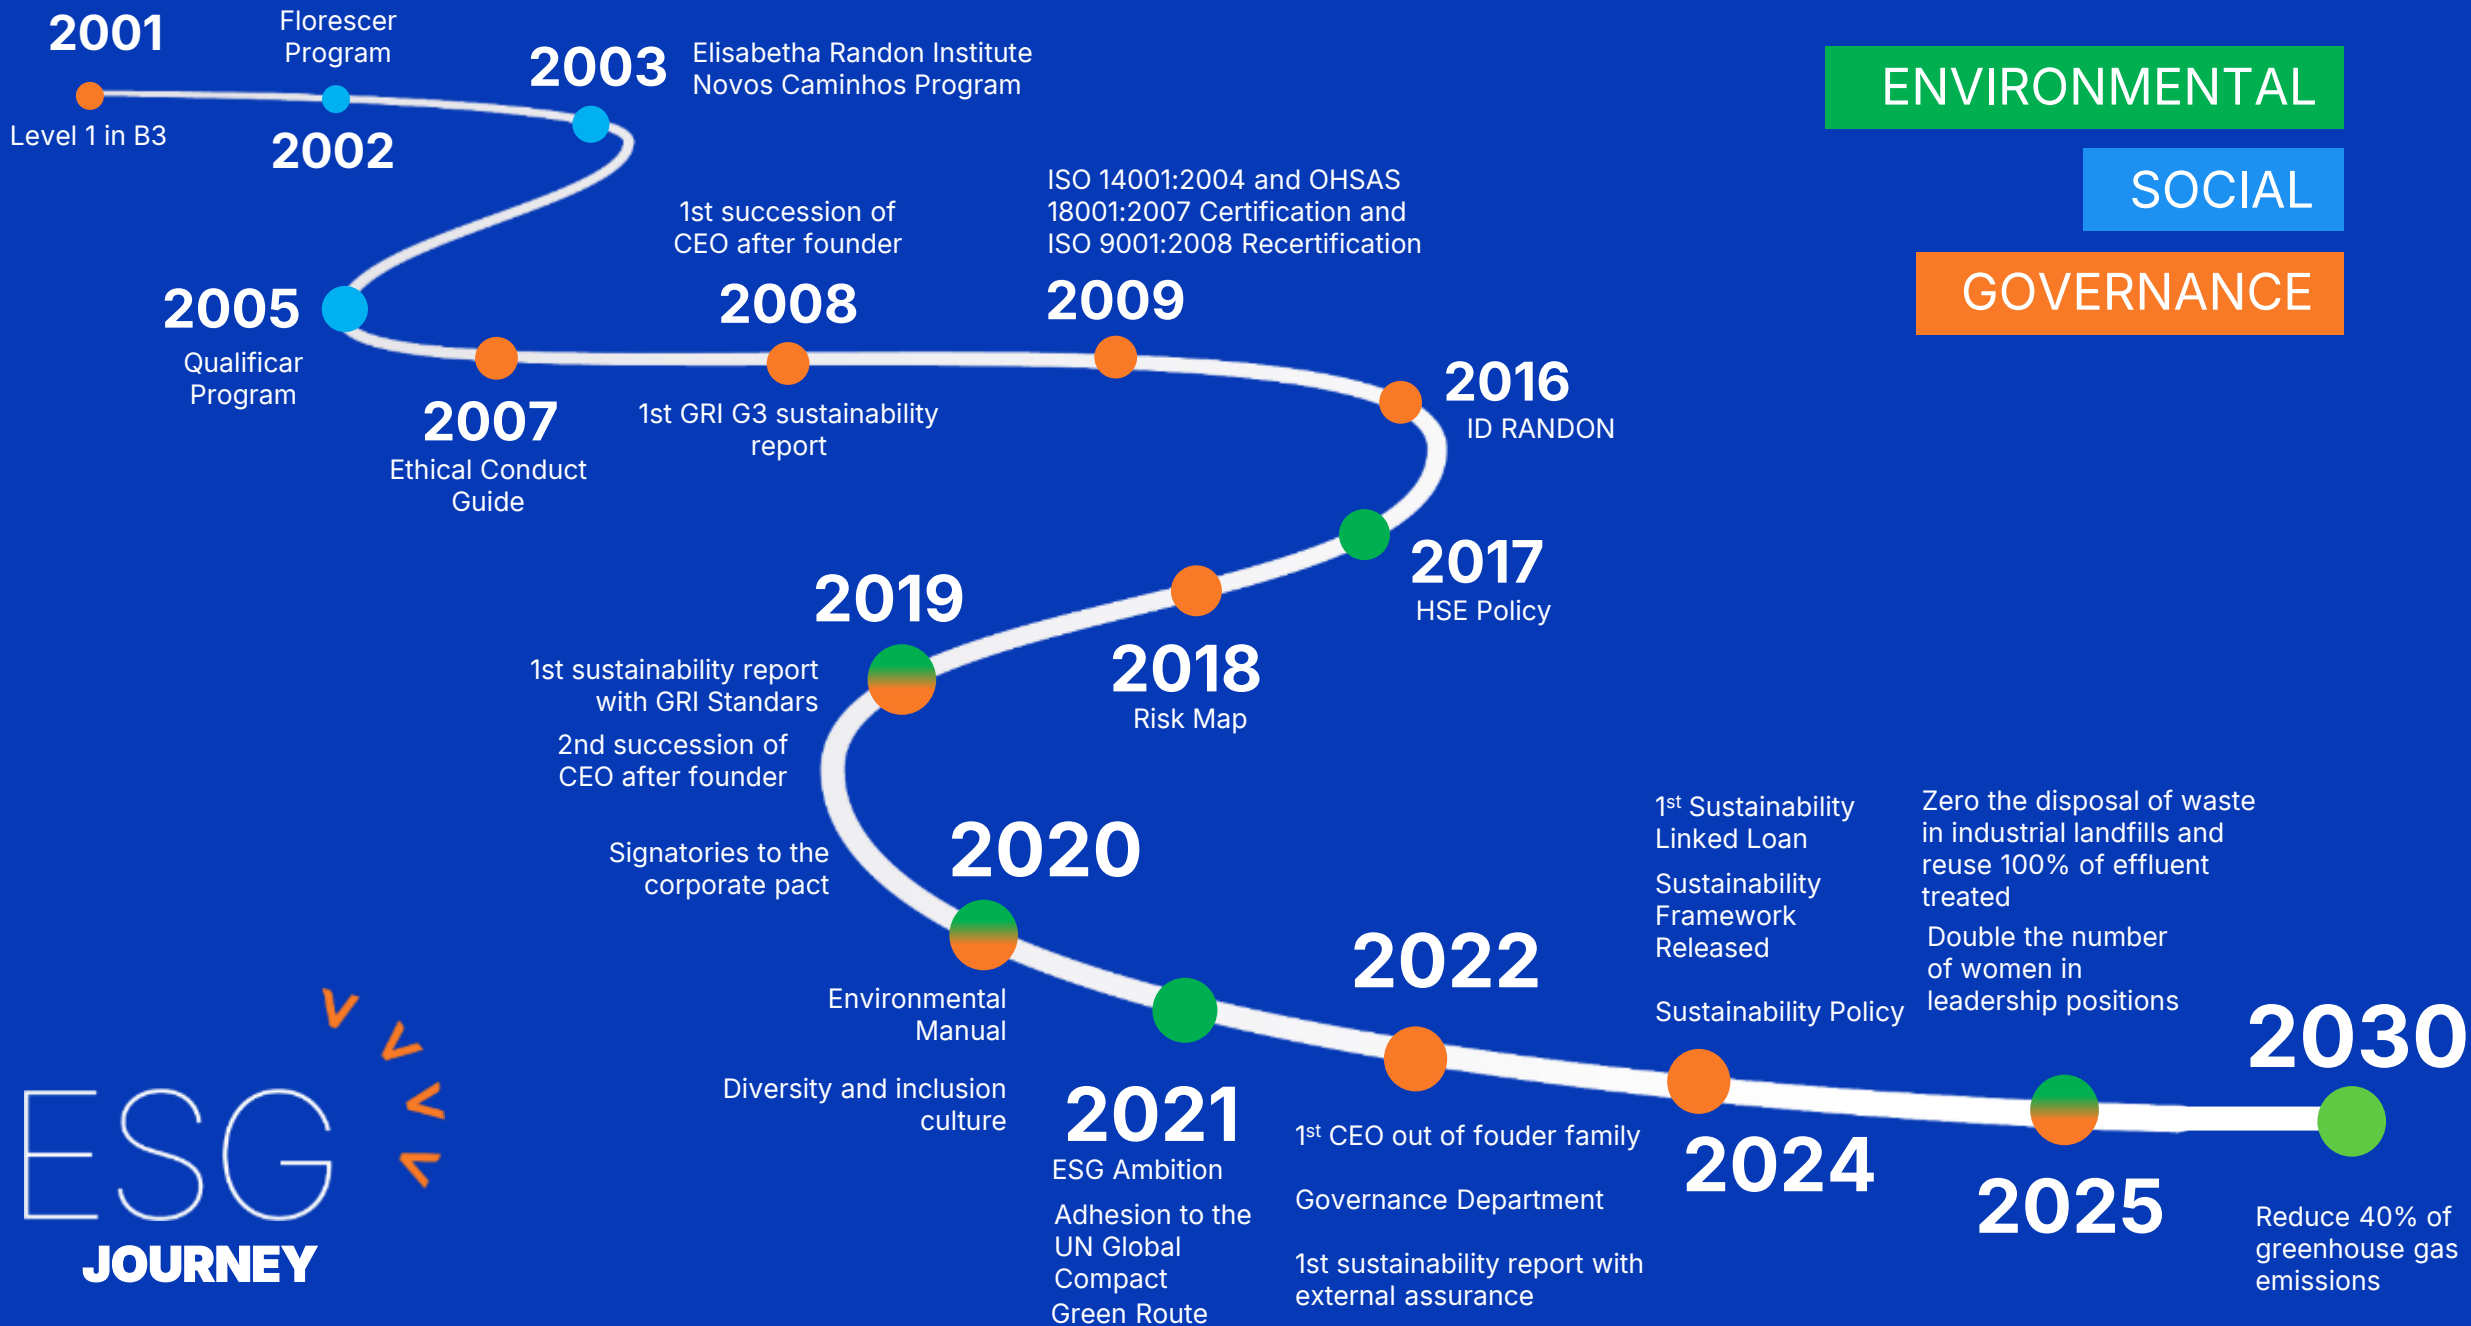 2001
Level 1 in B3
Florescer
Program
2002
2003
Elisabetha Randon Institute
Novos Caminhos Program
ENVIRONMENTAL
SOCIAL
GOVERNANCE
2005
Qualificar
Program
2007
Ethical Conduct
Guide
1st succession of
CEO after founder
2008
1st GRI G3 sustainability
report
ISO 14001:2004 and OHSAS
18001:2007 Certification and
ISO 9001:2008 Recertification
2009
2016
ID RANDON
2017
HSE Policy
2018
Risk Map
2019
1st sustainability report
with GRI Standars
2nd succession of
CEO after founder
Signatories to the
corporate pact
2020
Environmental
Manual
Diversity and inclusion
culture
2021
ESG Ambition
Adhesion to the
UN Global
Compact
Green Route
2022
1st CEO out of fouder family
Governance Department
1st sustainability report with
external assurance
1st Sustainability
Linked Loan
Sustainability
Framework
Released
Sustainability Policy
2024
Zero the disposal of waste
in industrial landfills and
reuse 100% of effluent
treated
Double the number
of women in
leadership positions
2025
2030
Reduce 40% of
greenhouse gas
emissions
ESG
JOURNEY